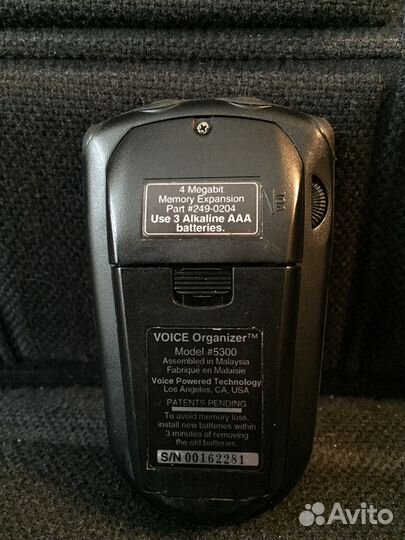 4 Megabit
Memory Expansion
Part #249-0204
Use 3 Alkaline AAA
batteries.
VOL
VOICE Organizer™
Model #5300
Assembled in Malaysia
Fabriqué en Malaisie
Voice Powered Technology
Los Angeles, CA, USA
PATENTS PENDING
To avoid memory loss,
install new batteries within
3 minutes of removing
the old batteries.
S/N 00162281
Avito